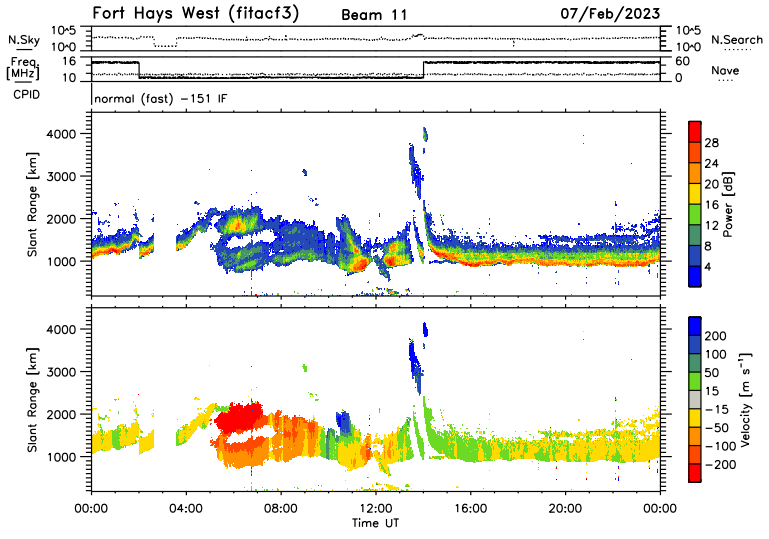 Fort Hays West (fitacf3) Beam 11 07/Feb/2023
N.Sky 10^5 10^0 10^5 10^0 N.Search
Freq. [MHz] 16 10 60 0 Nave
CPID normal (fast) -151 IF
Slant Range [km] 4000 3000 2000 1000
28 24 20 16 12 8 4 Power [dB]
Slant Range [km] 4000 3000 2000 1000
200 100 50 15 -15 -50 -100 -200 Velocity [m s⁻¹]
00:00 04:00 08:00 12:00 16:00 20:00 00:00
Time UT